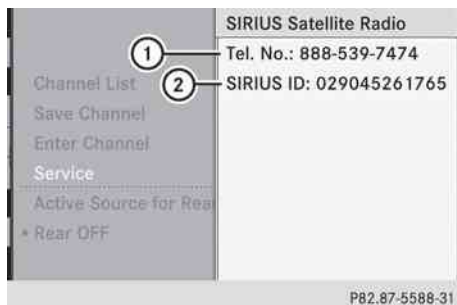 SIRIUS Satellite Radio
1
Tel. No.: 888-539-7474
Channel List
2
SIRIUS ID: 029045261765
Save Channel
Enter Channel
Service
Active Source for Rea
• Rear OFF
P82.87-5588-31